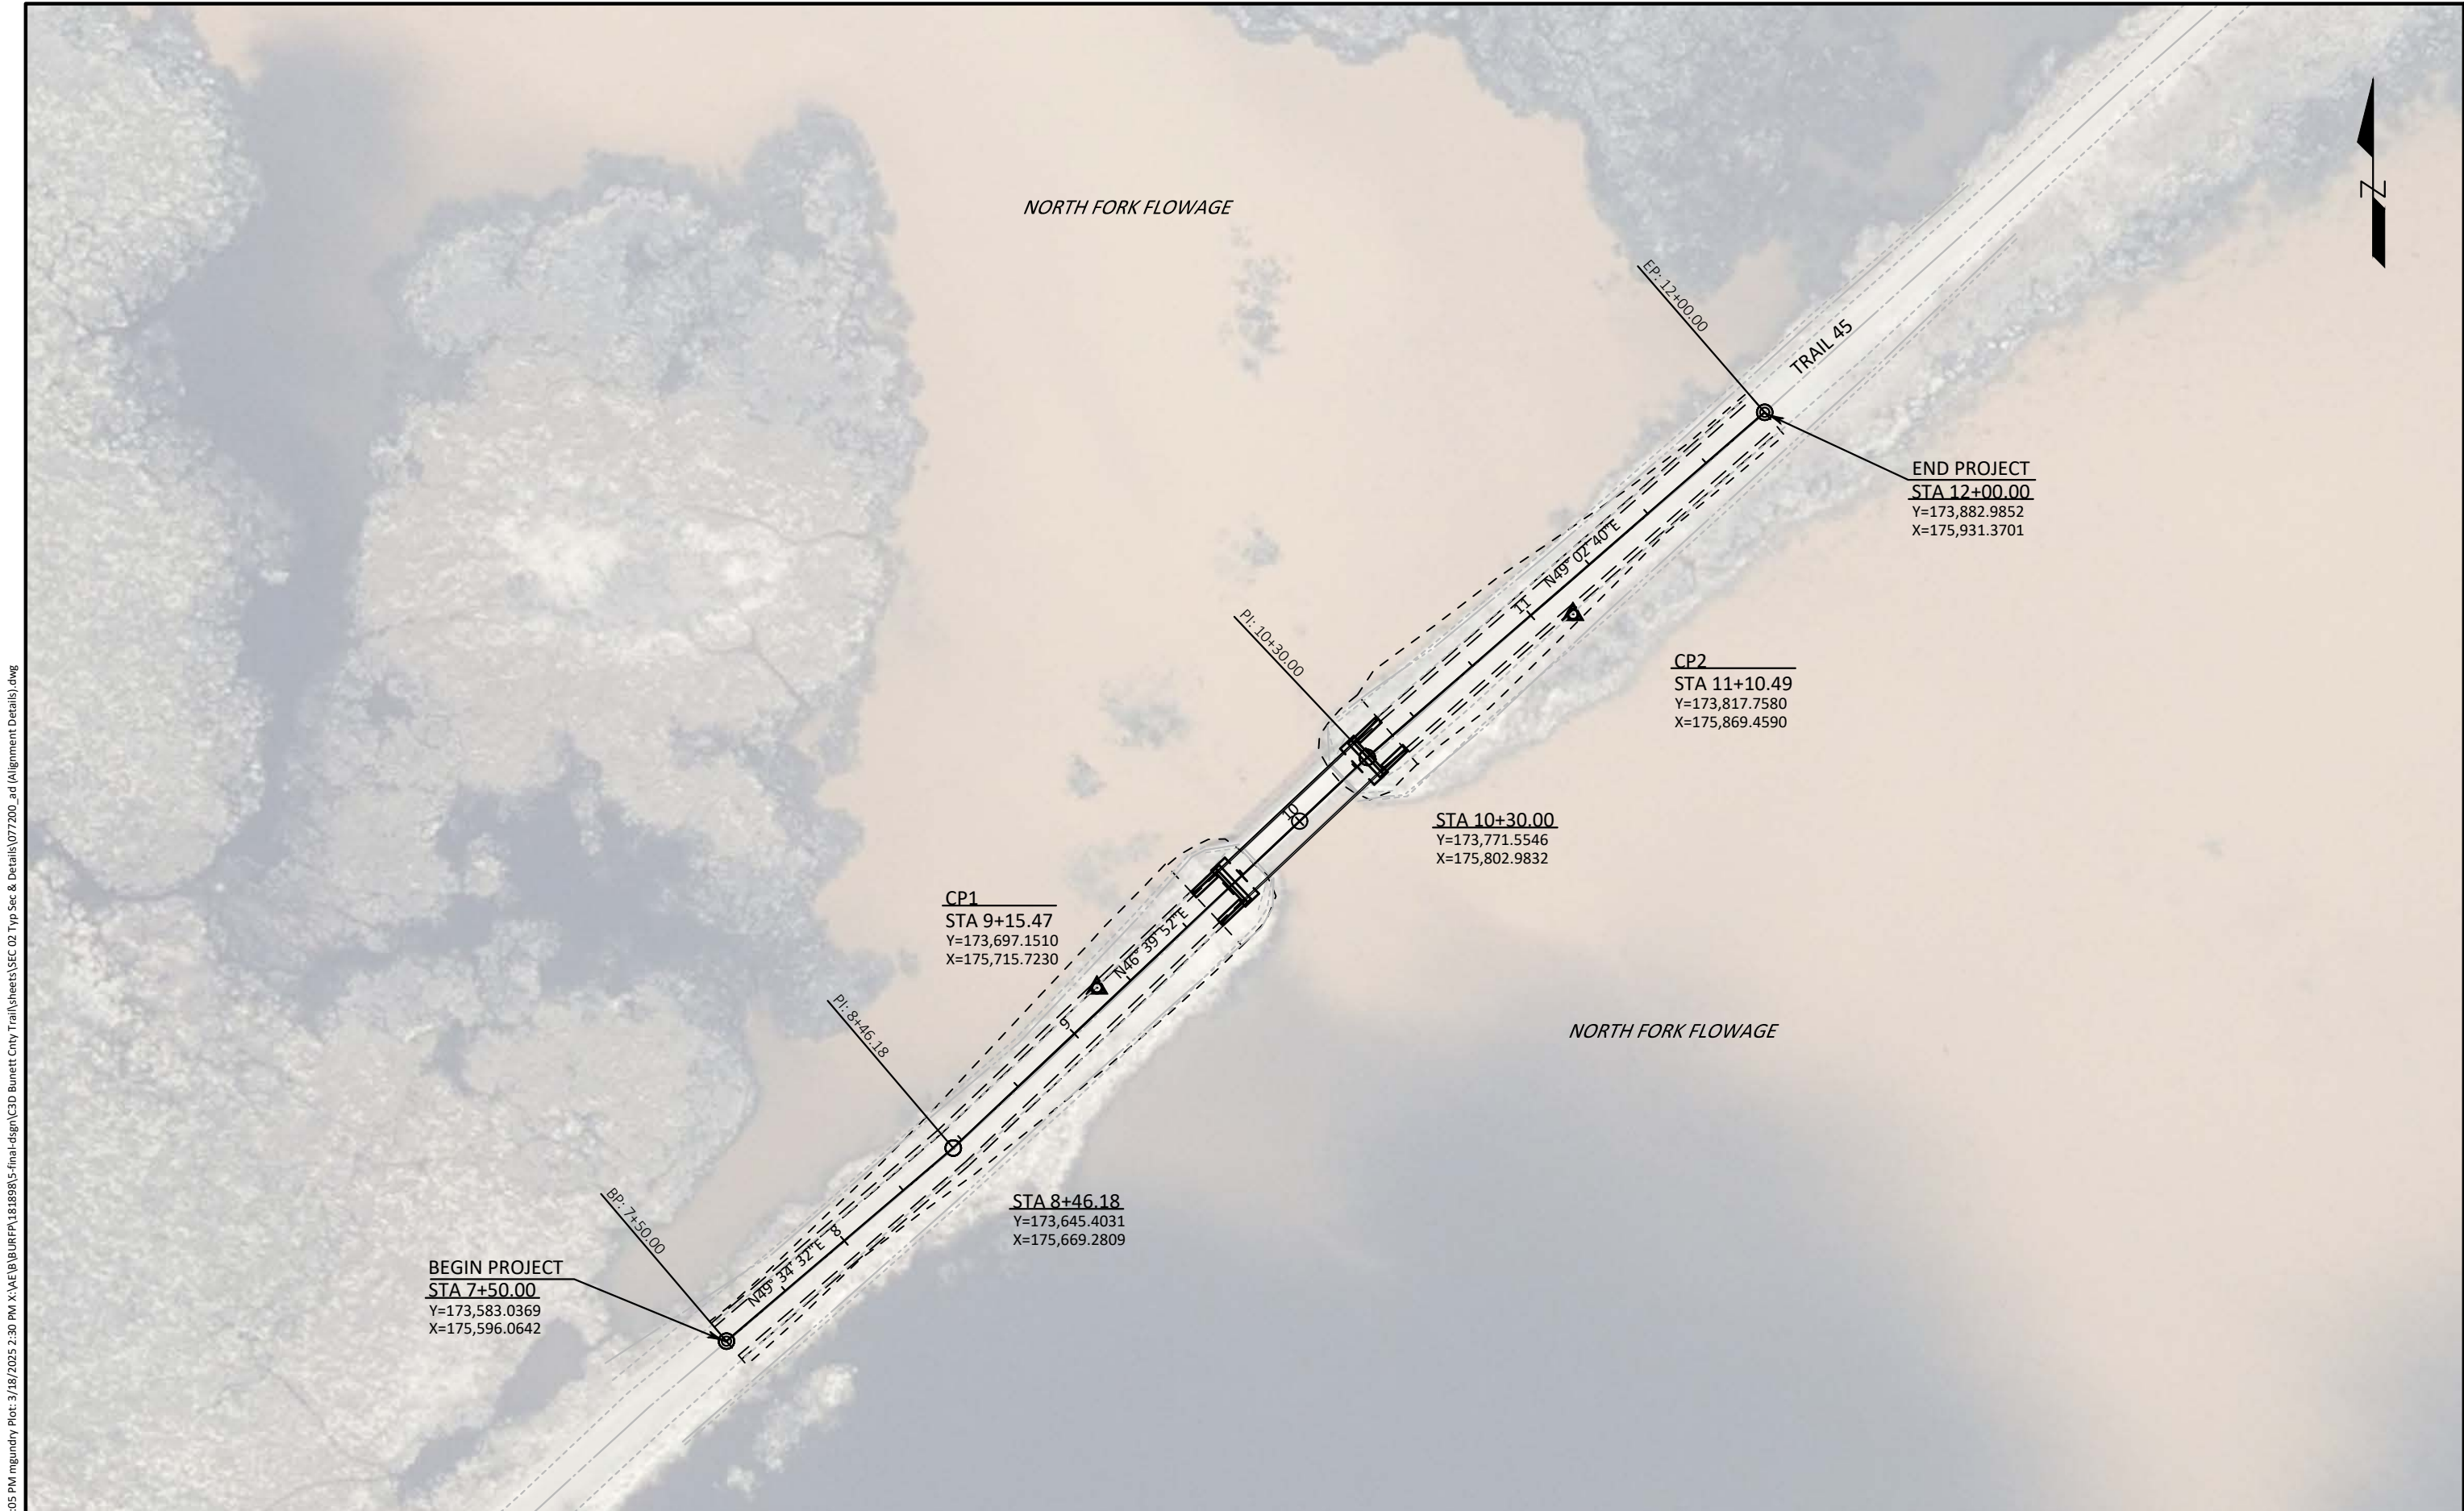 NORTH FORK FLOWAGE
N
EP: 12+00.00
TRAIL 45
END PROJECT
STA 12+00.00
Y=173,882.9852
X=175,931.3701
N49° 02' 40"E
11
PI: 10+30.00
CP2
STA 11+10.49
Y=173,817.7580
X=175,869.4590
10
STA 10+30.00
Y=173,771.5546
X=175,802.9832
CP1
STA 9+15.47
Y=173,697.1510
X=175,715.7230
N46° 39' 52"E
9
PI: 8+46.18
NORTH FORK FLOWAGE
STA 8+46.18
Y=173,645.4031
X=175,669.2809
8
N49° 34' 32"E
BP: 7+50.00
BEGIN PROJECT
STA 7+50.00
Y=173,583.0369
X=175,596.0642
:05 PM mgundry Plot: 3/18/2025 2:30 PM X:\AE\B\BURFP\181898\5-final-dsgn\C3D Bunett Cnty Trail\sheets\SEC 02 Typ Sec & Details\077200_ad (Alignment Details).dwg